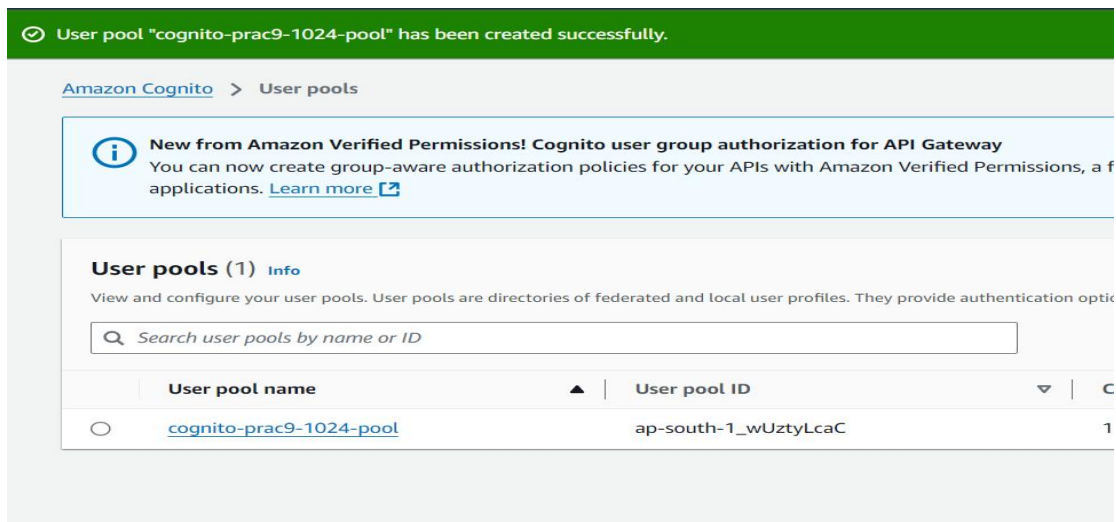 User pool "cognito-prac9-1024-pool" has been created successfully.
Amazon Cognito > User pools
New from Amazon Verified Permissions! Cognito user group authorization for API Gateway
You can now create group-aware authorization policies for your APIs with Amazon Verified Permissions, a f
applications. Learn more
User pools (1) Info
View and configure your user pools. User pools are directories of federated and local user profiles. They provide authentication optic
Search user pools by name or ID
User pool name User pool ID C
cognito-prac9-1024-pool ap-south-1_wUztyLcaC 1